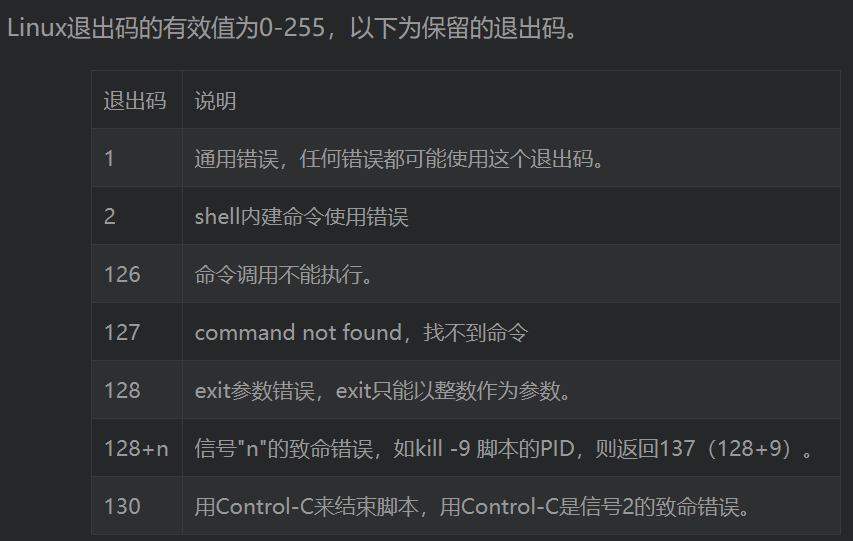 Linux退出码的有效值为0-255，以下为保留的退出码。
退出码 说明
1 通用错误，任何错误都可能使用这个退出码。
2 shell内建命令使用错误
126 命令调用不能执行。
127 command not found，找不到命令
128 exit参数错误，exit只能以整数作为参数。
128+n 信号"n"的致命错误，如kill -9 脚本的PID，则返回137（128+9）。
130 用Control-C来结束脚本，用Control-C是信号2的致命错误。